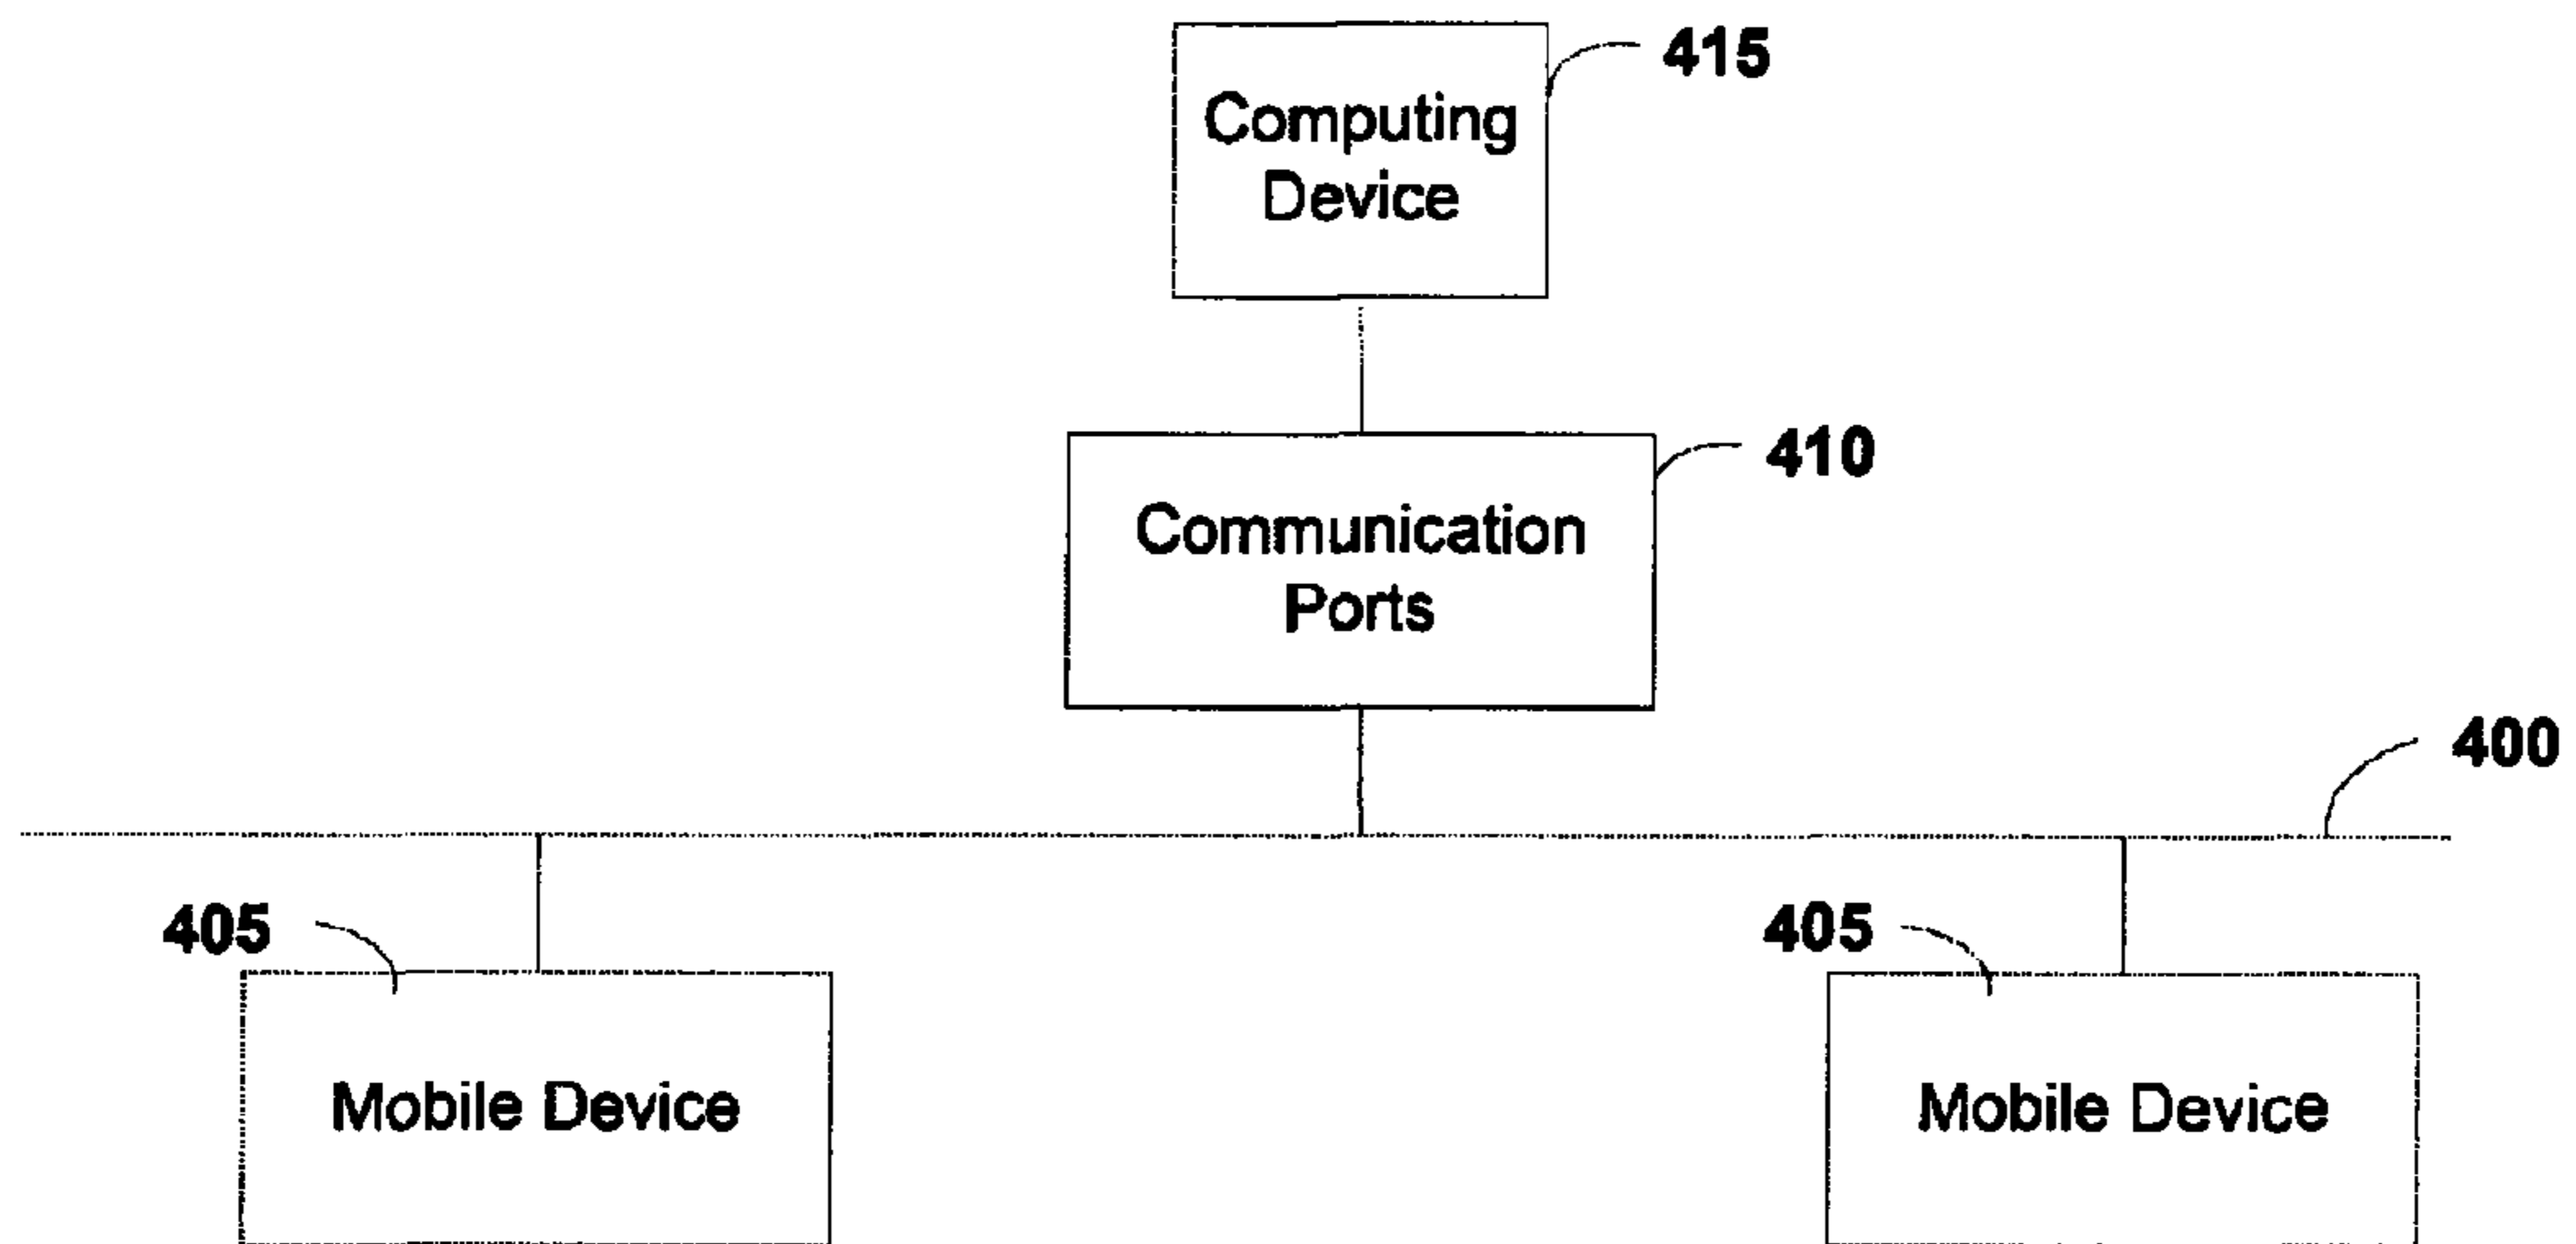 415
Computing
Device
410
Communication
Ports
400
405
405
Mobile Device
Mobile Device